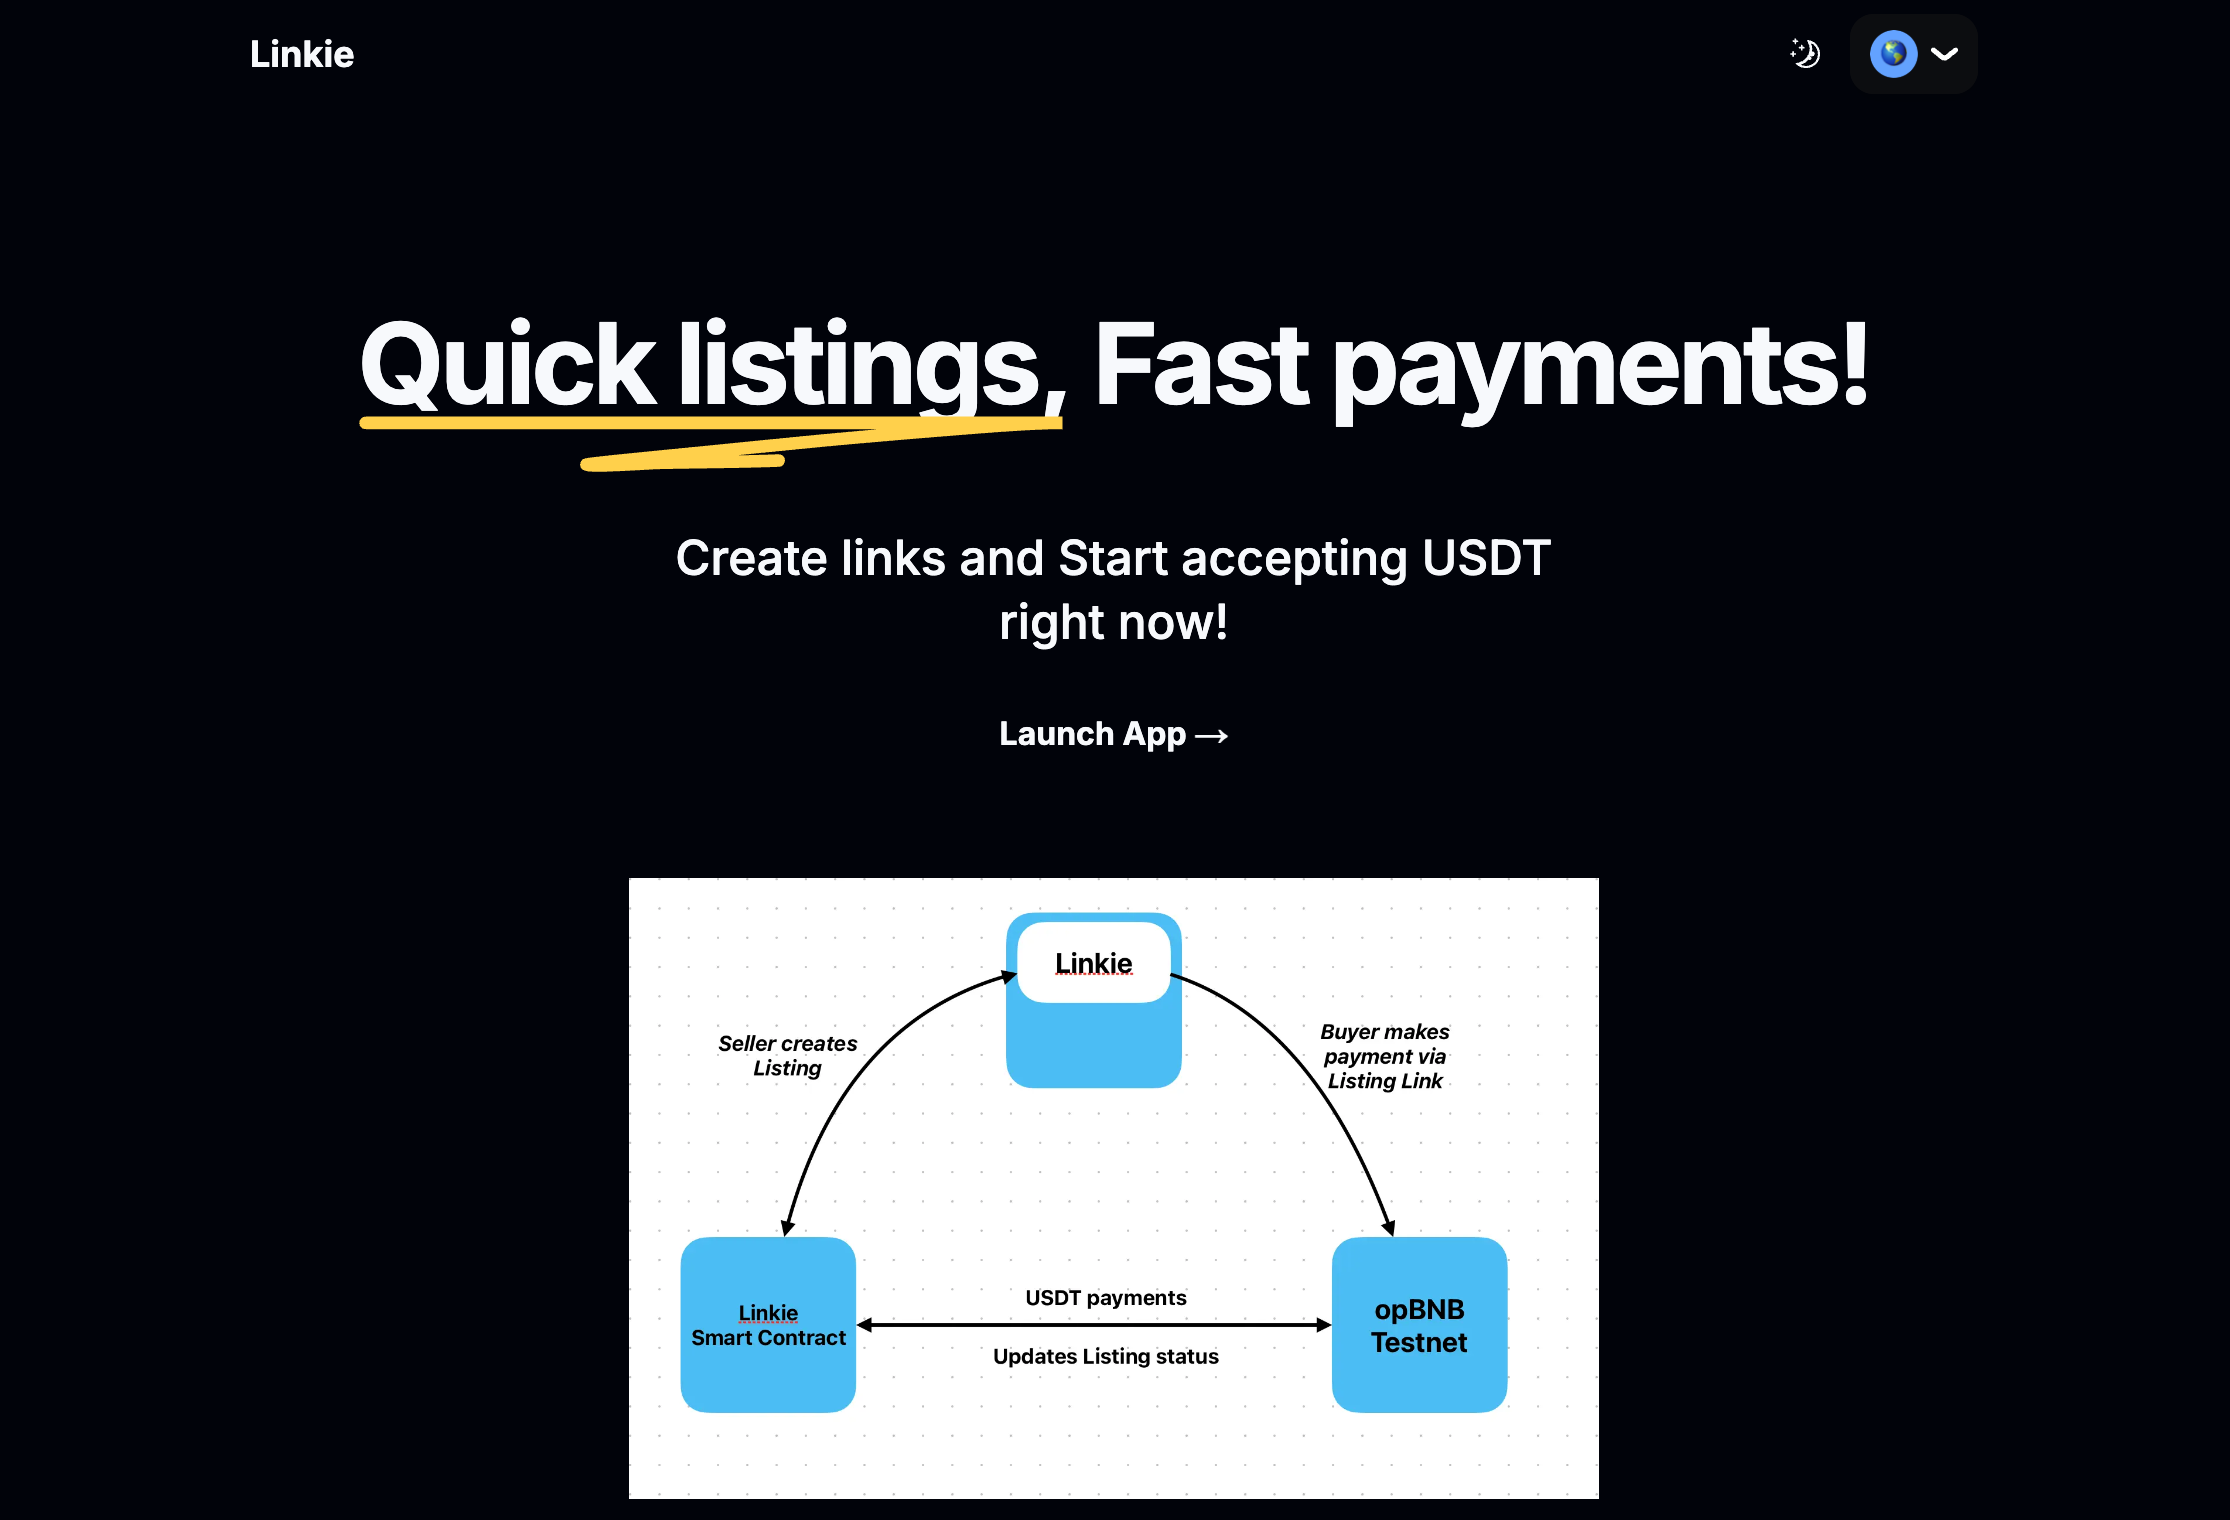 Linkie
Quick listings, Fast payments!
Create links and Start accepting USDT
right now!
Launch App →
Linkie
Seller creates
Listing
Buyer makes
payment via
Listing Link
Linkie
Smart Contract
USDT payments
Updates Listing status
opBNB
Testnet